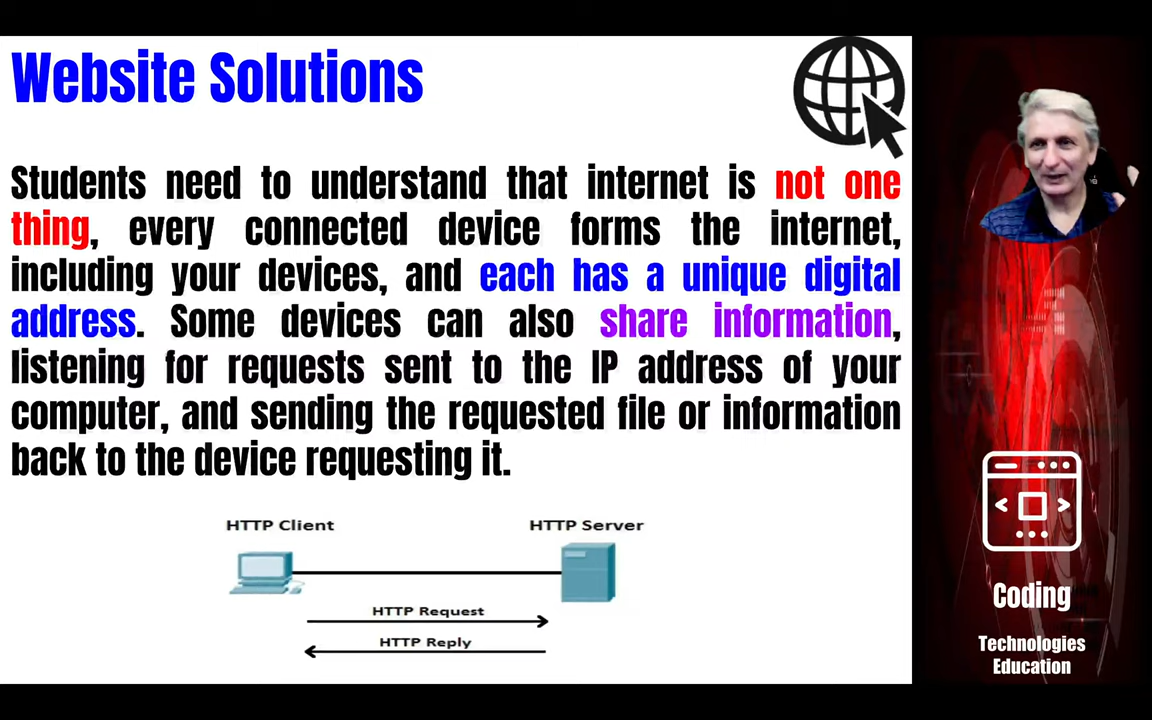 Website Solutions
Students need to understand that internet is not one
thing, every connected device forms the internet,
including your devices, and each has a unique digital
address. Some devices can also share information,
listening for requests sent to the IP address of your
computer, and sending the requested file or information
back to the device requesting it.
HTTP Client
HTTP Server
HTTP Request
HTTP Reply
Coding
Technologies
Education